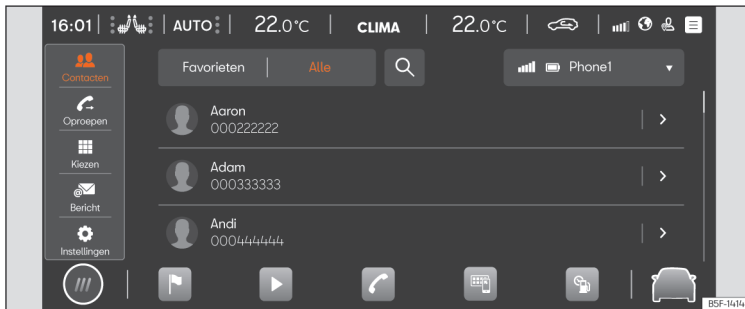 16:01 AUTO 22.0°C CLIMA 22.0°C
Contacten
Oproepen
Kiezen
@ Bericht
Instellingen
Favorieten Alle Phone1
Aaron
000222222
Adam
000333333
Andi
000444444
B5F-1414